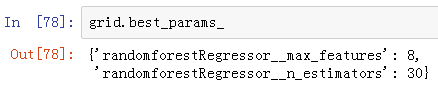 In [78]: grid.best_params_
Out[78]: {'randomforestRegressor__max_features': 8,
'randomforestRegressor__n_estimators': 30}